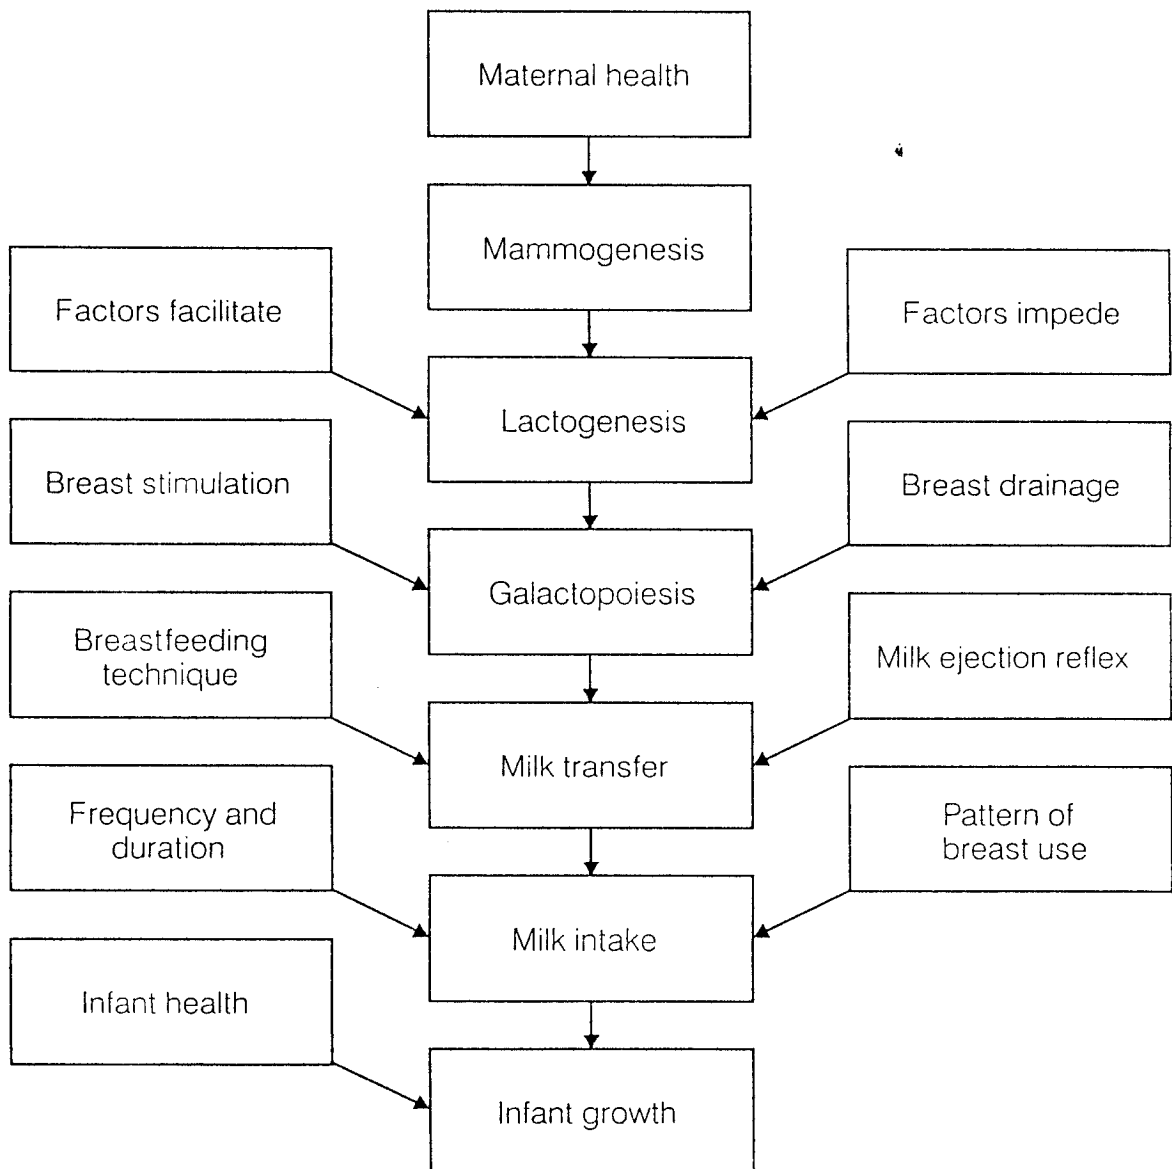 Maternal health
Mammogenesis
Factors facilitate
Factors impede
Lactogenesis
Breast stimulation
Breast drainage
Galactopoiesis
Breastfeeding
technique
Milk ejection reflex
Milk transfer
Frequency and
duration
Pattern of
breast use
Milk intake
Infant health
Infant growth